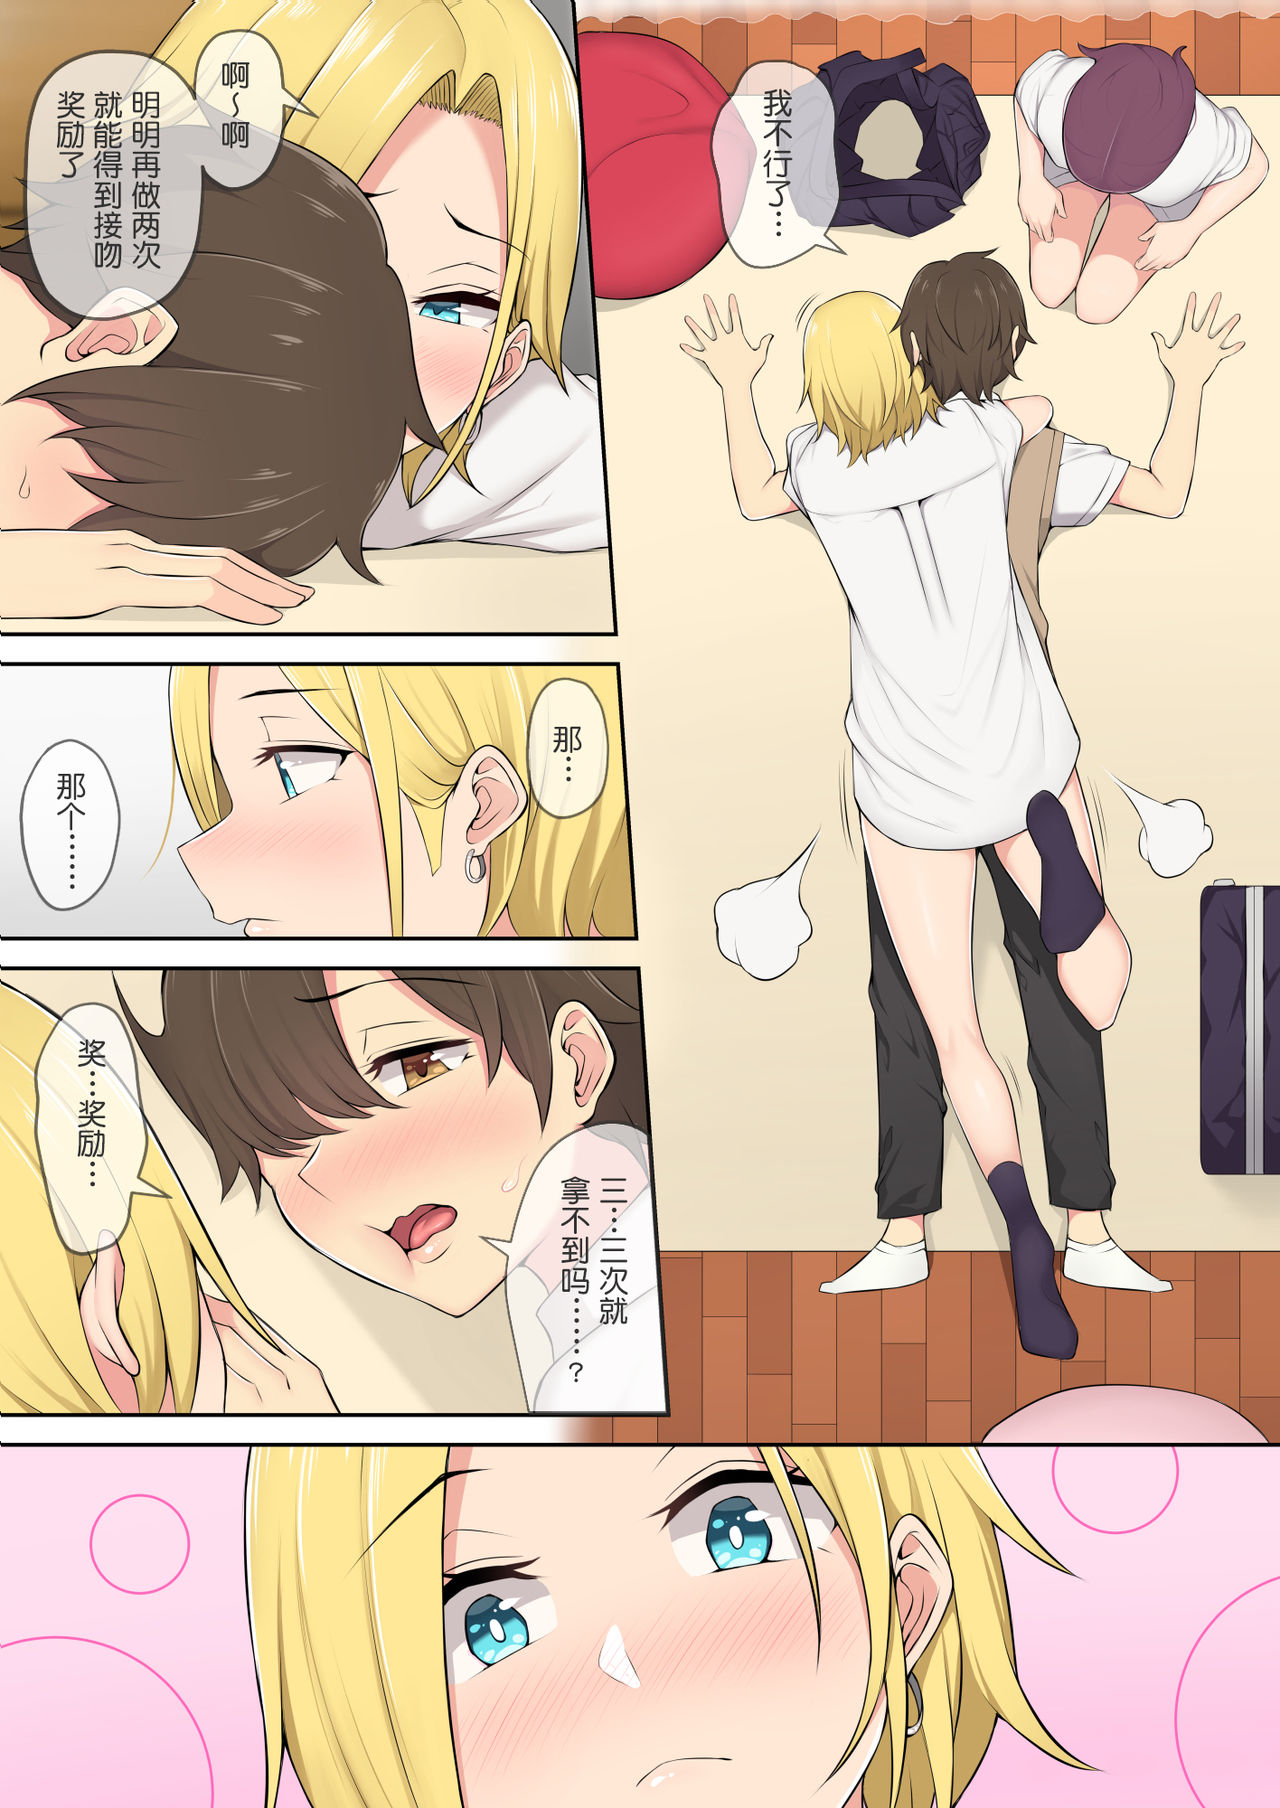 我不行了…
啊～啊
明明再做两次
就能得到接吻
奖励了
那…
那个……
三…三次就
拿不到吗……？
奖…奖励…